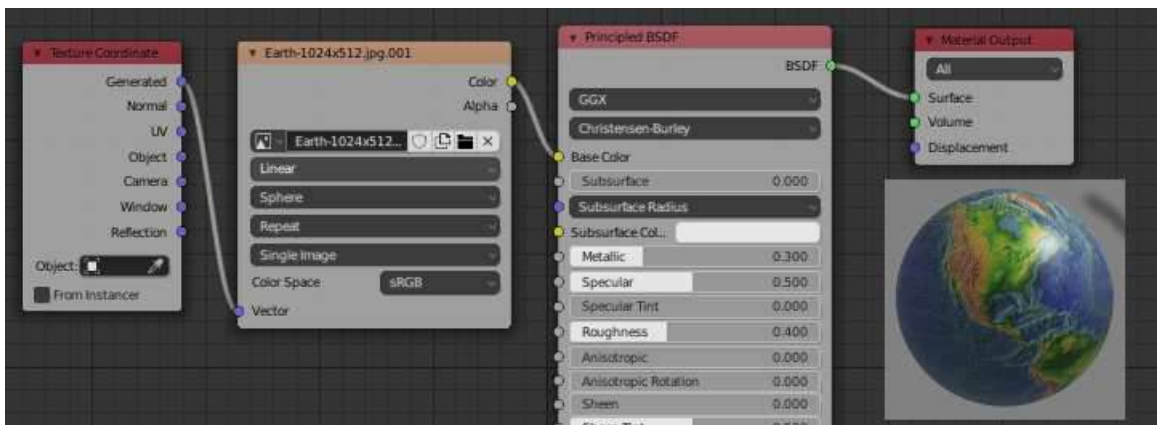 Texture Coordinate
Generated
Normal
UV
Object
Camera
Window
Reflection
Object:
From Instancer
Earth-1024x512.jpg.001
Color
Alpha
Earth-1024x512...
Linear
Sphere
Repeat
Single Image
Color Space sRGB
Vector
Principled BSDF
BSDF
GGX
Christensen-Burley
Base Color
Subsurface 0.000
Subsurface Radius
Subsurface Col...
Metallic 0.300
Specular 0.500
Specular Tint 0.000
Roughness 0.400
Anisotropic 0.000
Anisotropic Rotation 0.000
Sheen 0.000
Material Output
All
Surface
Volume
Displacement